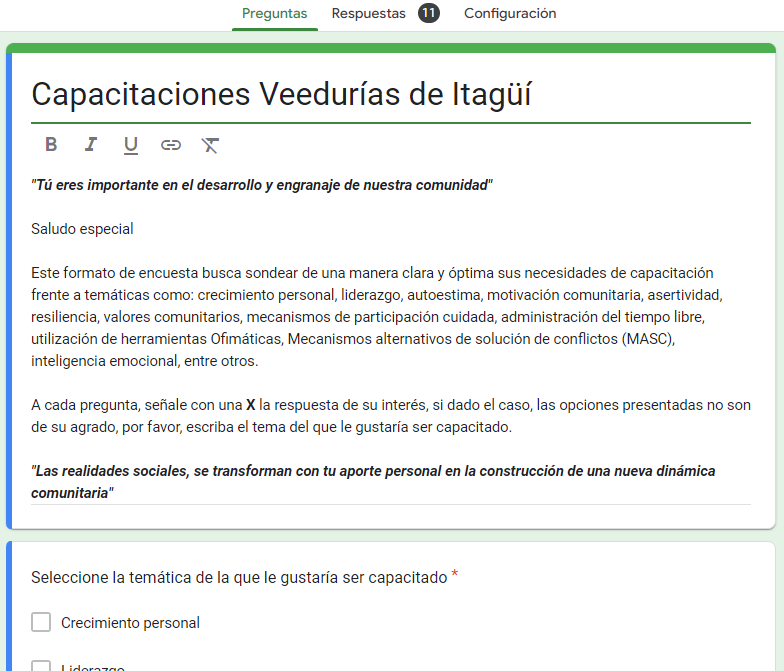 Preguntas Respuestas 11 Configuración
Capacitaciones Veedurías de Itagüí
B I U
"Tú eres importante en el desarrollo y engranaje de nuestra comunidad"
Saludo especial
Este formato de encuesta busca sondear de una manera clara y óptima sus necesidades de capacitación
frente a temáticas como: crecimiento personal, liderazgo, autoestima, motivación comunitaria, asertividad,
resiliencia, valores comunitarios, mecanismos de participación cuidada, administración del tiempo libre,
utilización de herramientas Ofimáticas, Mecanismos alternativos de solución de conflictos (MASC),
inteligencia emocional, entre otros.
A cada pregunta, señale con una X la respuesta de su interés, si dado el caso, las opciones presentadas no son
de su agrado, por favor, escriba el tema del que le gustaría ser capacitado.
"Las realidades sociales, se transforman con tu aporte personal en la construcción de una nueva dinámica
comunitaria"
Seleccione la temática de la que le gustaría ser capacitado *
Crecimiento personal
Liderazgo